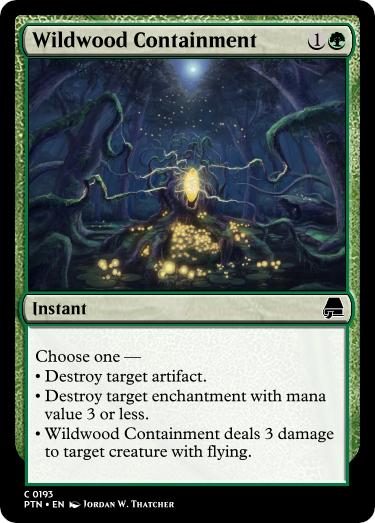 Wildwood Containment 1
Instant
Choose one —
• Destroy target artifact.
• Destroy target enchantment with mana
value 3 or less.
• Wildwood Containment deals 3 damage
to target creature with flying.
C 0193
PTN • EN Jordan W. Thatcher